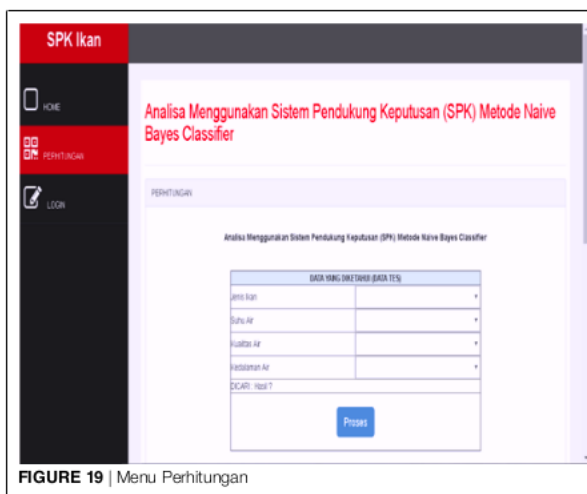 SPK Ikan
HOME
PERHITUNGAN
LOGIN
Analisa Menggunakan Sistem Pendukung Keputusan (SPK) Metode Naive
Bayes Classifier
PERHITUNGAN
Analisa Menggunakan Sistem Pendukung Keputusan (SPK) Metode Naive Bayes Classifier
DATA YANG DIKETAHUI (DATA TES)
Jenis Ikan
Suhu Air
Kualitas Air
Kedalaman Air
DICARI : Hasil ?
Proses
FIGURE 19 | Menu Perhitungan